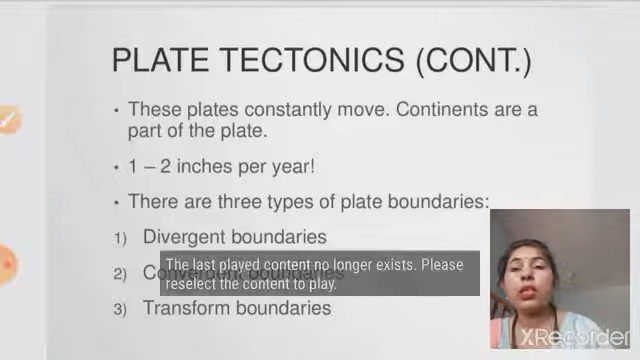 PLATE TECTONICS (CONT.)
• These plates constantly move. Continents are a
part of the plate.
• 1 – 2 inches per year!
• There are three types of plate boundaries:
1) Divergent boundaries
2) Convergent boundaries
The last played content no longer exists. Please
reselect the content to play.
3) Transform boundaries
XRecorder